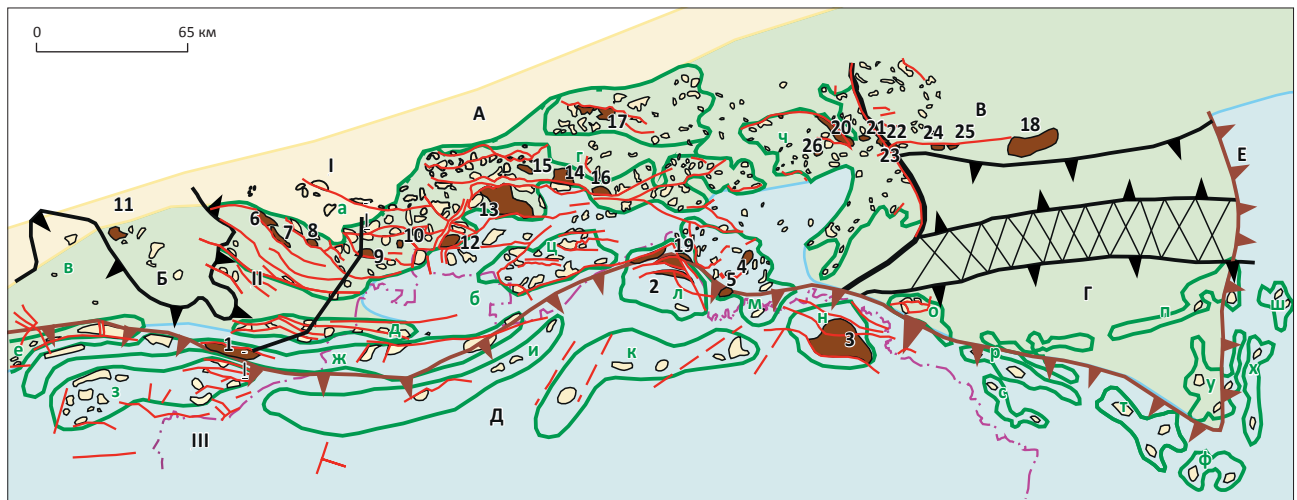 0
65 км
А
I
Б
в
11
II
6
7
8
а
I
9
10
12
13
14
15
16
17
г
ц
б
д
е
1
I
ж
з
III
и
к
Д
2
л
19
4
5
м
н
3
ч
26
20
21
22
23
24
25
18
В
Е
Г
о
п
р
с
т
у
ф
х
ш